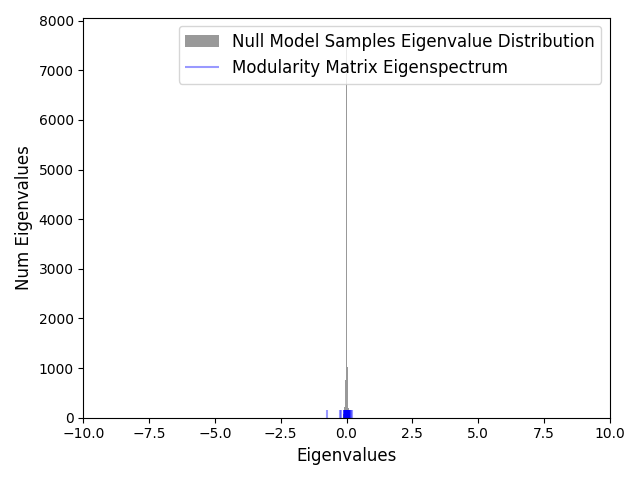 Null Model Samples Eigenvalue Distribution
Modularity Matrix Eigenspectrum
8000
7000
6000
5000
4000
3000
2000
1000
0
Num Eigenvalues
−10.0 −7.5 −5.0 −2.5 0.0 2.5 5.0 7.5 10.0
Eigenvalues